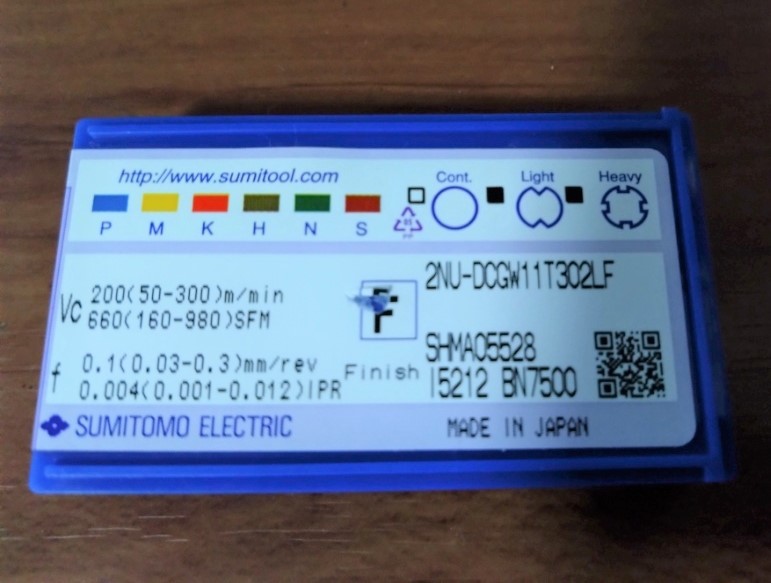 http://www.sumitool.com
Cont. Light Heavy
P M K H N S
Vc 200(50-300)m/min
660(160-980)SFM
f 0.1(0.03-0.3)mm/rev
0.004(0.001-0.012)IPR
F
Finish
2NU-DCGW11T302LF
SHMA05528
I5212 BN7500
SUMITOMO ELECTRIC
MADE IN JAPAN